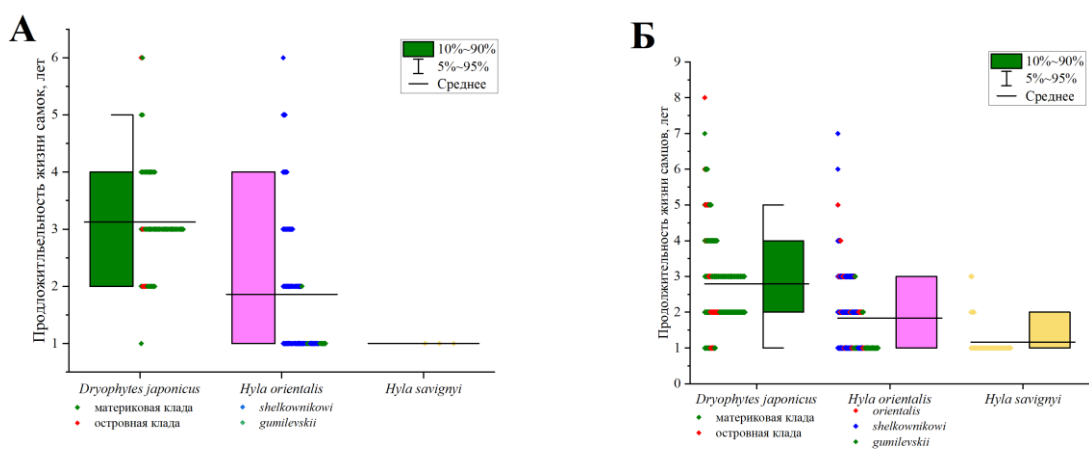 А
Продложитльельность жизни самок, лет
6
5
4
3
2
1
10%~90%
5%~95%
Среднее
Dryophytes japonicus
Hyla orientalis
Hyla savignyi
материковая клада
островная клада
shelkownikowi
gumilevskii
Б
Продолжительность жизни самцов, лет
9
8
7
6
5
4
3
2
1
0
10%~90%
5%~95%
Среднее
Dryophytes japonicus
Hyla orientalis
Hyla savignyi
материковая клада
островная клада
orientalis
shelkownikowi
gumilevskii